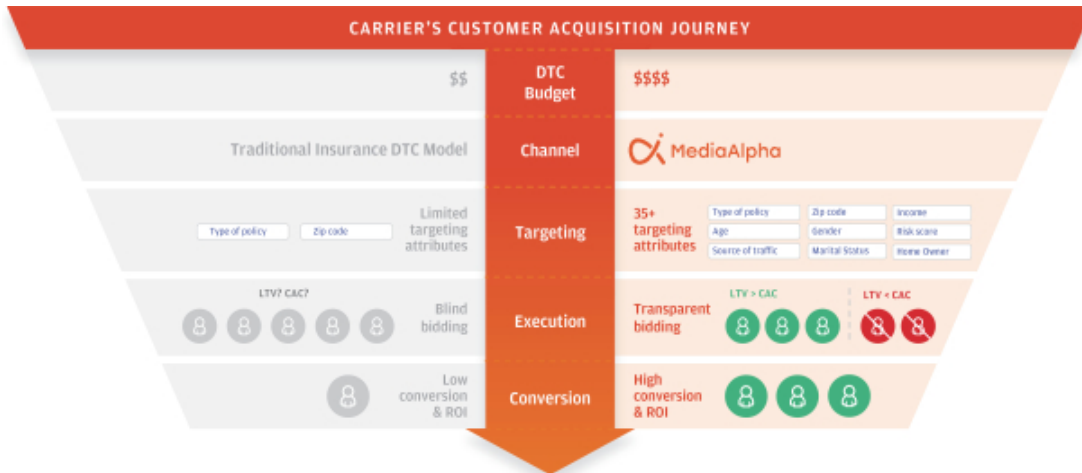 CARRIER'S CUSTOMER ACQUISITION JOURNEY
$$
DTC
Budget
$$$$
Traditional Insurance DTC Model
Channel
MediaAlpha
Type of policy
Zip code
Limited
targeting
attributes
Targeting
35+
targeting
attributes
Type of policy
Zip code
Income
Age
Gender
Risk score
Source of traffic
Marital Status
Home Owner
LTV? CAC?
Blind
bidding
Execution
Transparent
bidding
LTV > CAC
LTV < CAC
Low
conversion
& ROI
Conversion
High
conversion
& ROI